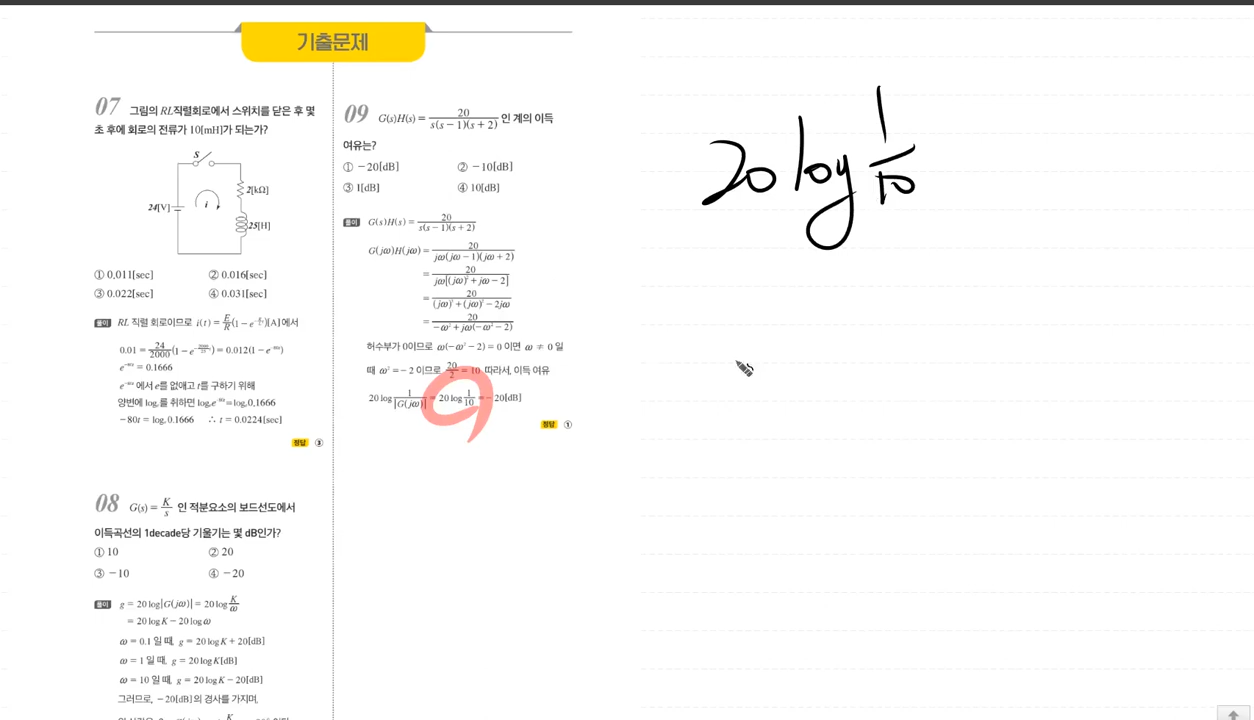 기출문제
07 그림의 RL직렬회로에서 스위치를 닫은 후 몇
초 후에 회로의 전류가 10[mH]가 되는가?
S
2[kΩ]
24[V] i
25[H]
① 0.011[sec] ② 0.016[sec]
③ 0.022[sec] ④ 0.031[sec]
풀이 RL 직렬 회로이므로 i(t) = E/R(1 − e^{−R/L t})[A] 에서
0.01 = 24/2000(1 − e^{−2000/25 t}) = 0.012(1 − e^{−80t})
e^{−80t} = 0.1666
e^{−80t} 에서 e를 없애고 t를 구하기 위해
양변에 log_e를 취하면 log_e e^{−80t} = log_e 0.1666
−80t = log_e 0.1666 ∴ t = 0.0224[sec]
정답 ③
08 G(s) = K/s 인 적분요소의 보드선도에서
이득곡선의 1decade당 기울기는 몇 dB인가?
① 10 ② 20
③ −10 ④ −20
풀이 g = 20 log|G(jω)| = 20 log K/ω
= 20 log K − 20 log ω
ω = 0.1 일 때, g = 20 log K + 20[dB]
ω = 1 일 때, g = 20 log K[dB]
ω = 10 일 때, g = 20 log K − 20[dB]
그러므로, −20[dB]의 경사를 가지며,
09 G(s)H(s) = 20/s(s − 1)(s + 2) 인 계의 이득
여유는?
① −20[dB] ② −10[dB]
③ 1[dB] ④ 10[dB]
풀이 G(s)H(s) = 20/s(s − 1)(s + 2)
G(jω)H(jω) = 20/jω(jω − 1)(jω + 2)
= 20/jω[(jω)² + jω − 2]
= 20/(jω)³ + (jω)² − 2jω
= 20/−ω² + jω(−ω² − 2)
허수부가 0이므로 ω(−ω² − 2) = 0 이면 ω ≠ 0 일
때 ω² = −2 이므로 20/2 = 10 따라서, 이득 여유
20 log 1/|G(jω)| = 20 log 1/10 = −20[dB]
정답 ①
9
20 log 1/10